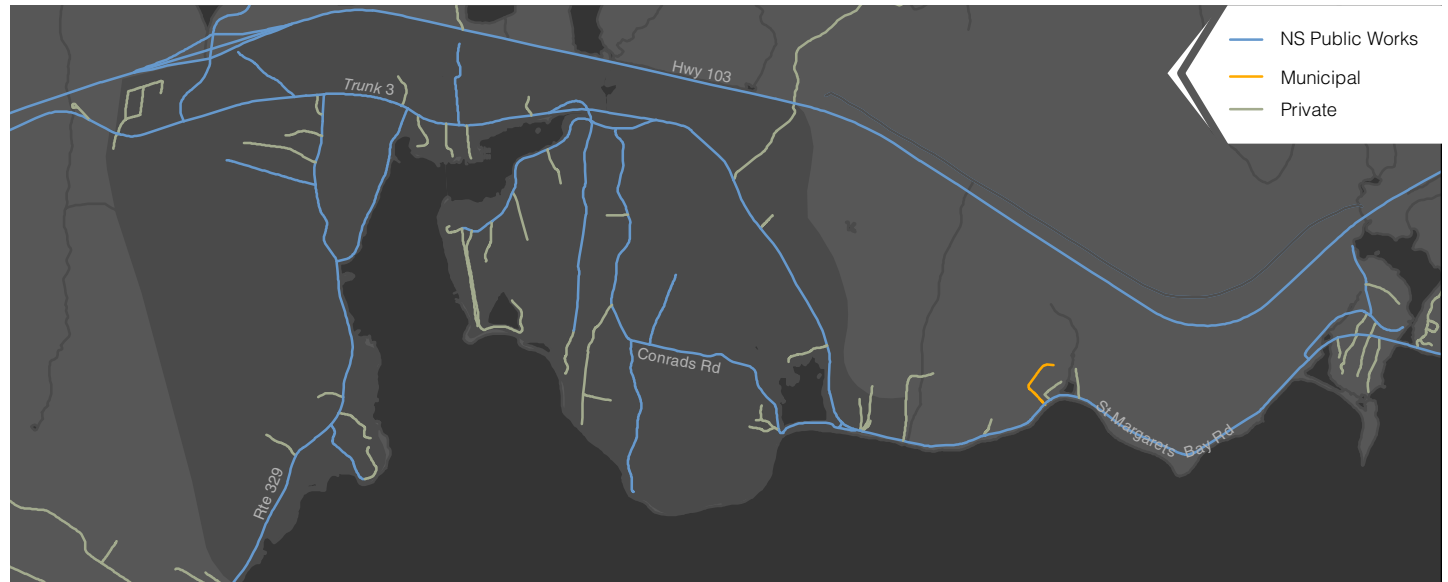 NS Public Works
Municipal
Private
Hwy 103
Trunk 3
Conrads Rd
St Margarets Bay Rd
Rte 329